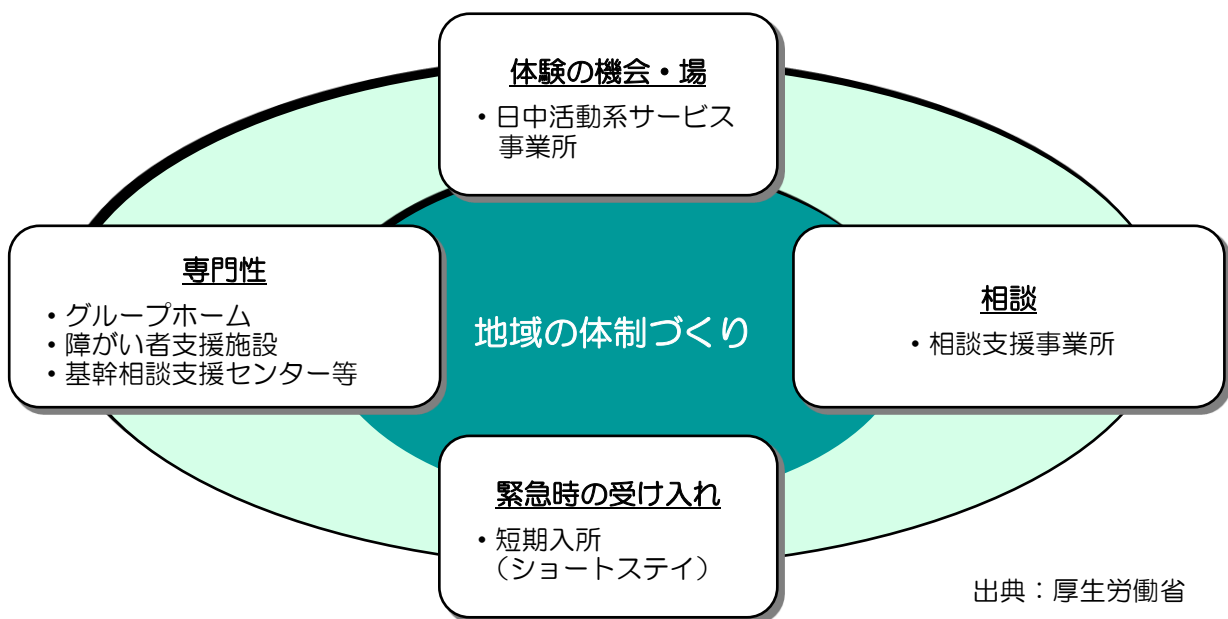 体験の機会・場
・日中活動系サービス
事業所
専門性
・グループホーム
・障がい者支援施設
・基幹相談支援センター等
地域の体制づくり
相談
・相談支援事業所
緊急時の受け入れ
・短期入所
（ショートステイ）
出典：厚生労働省